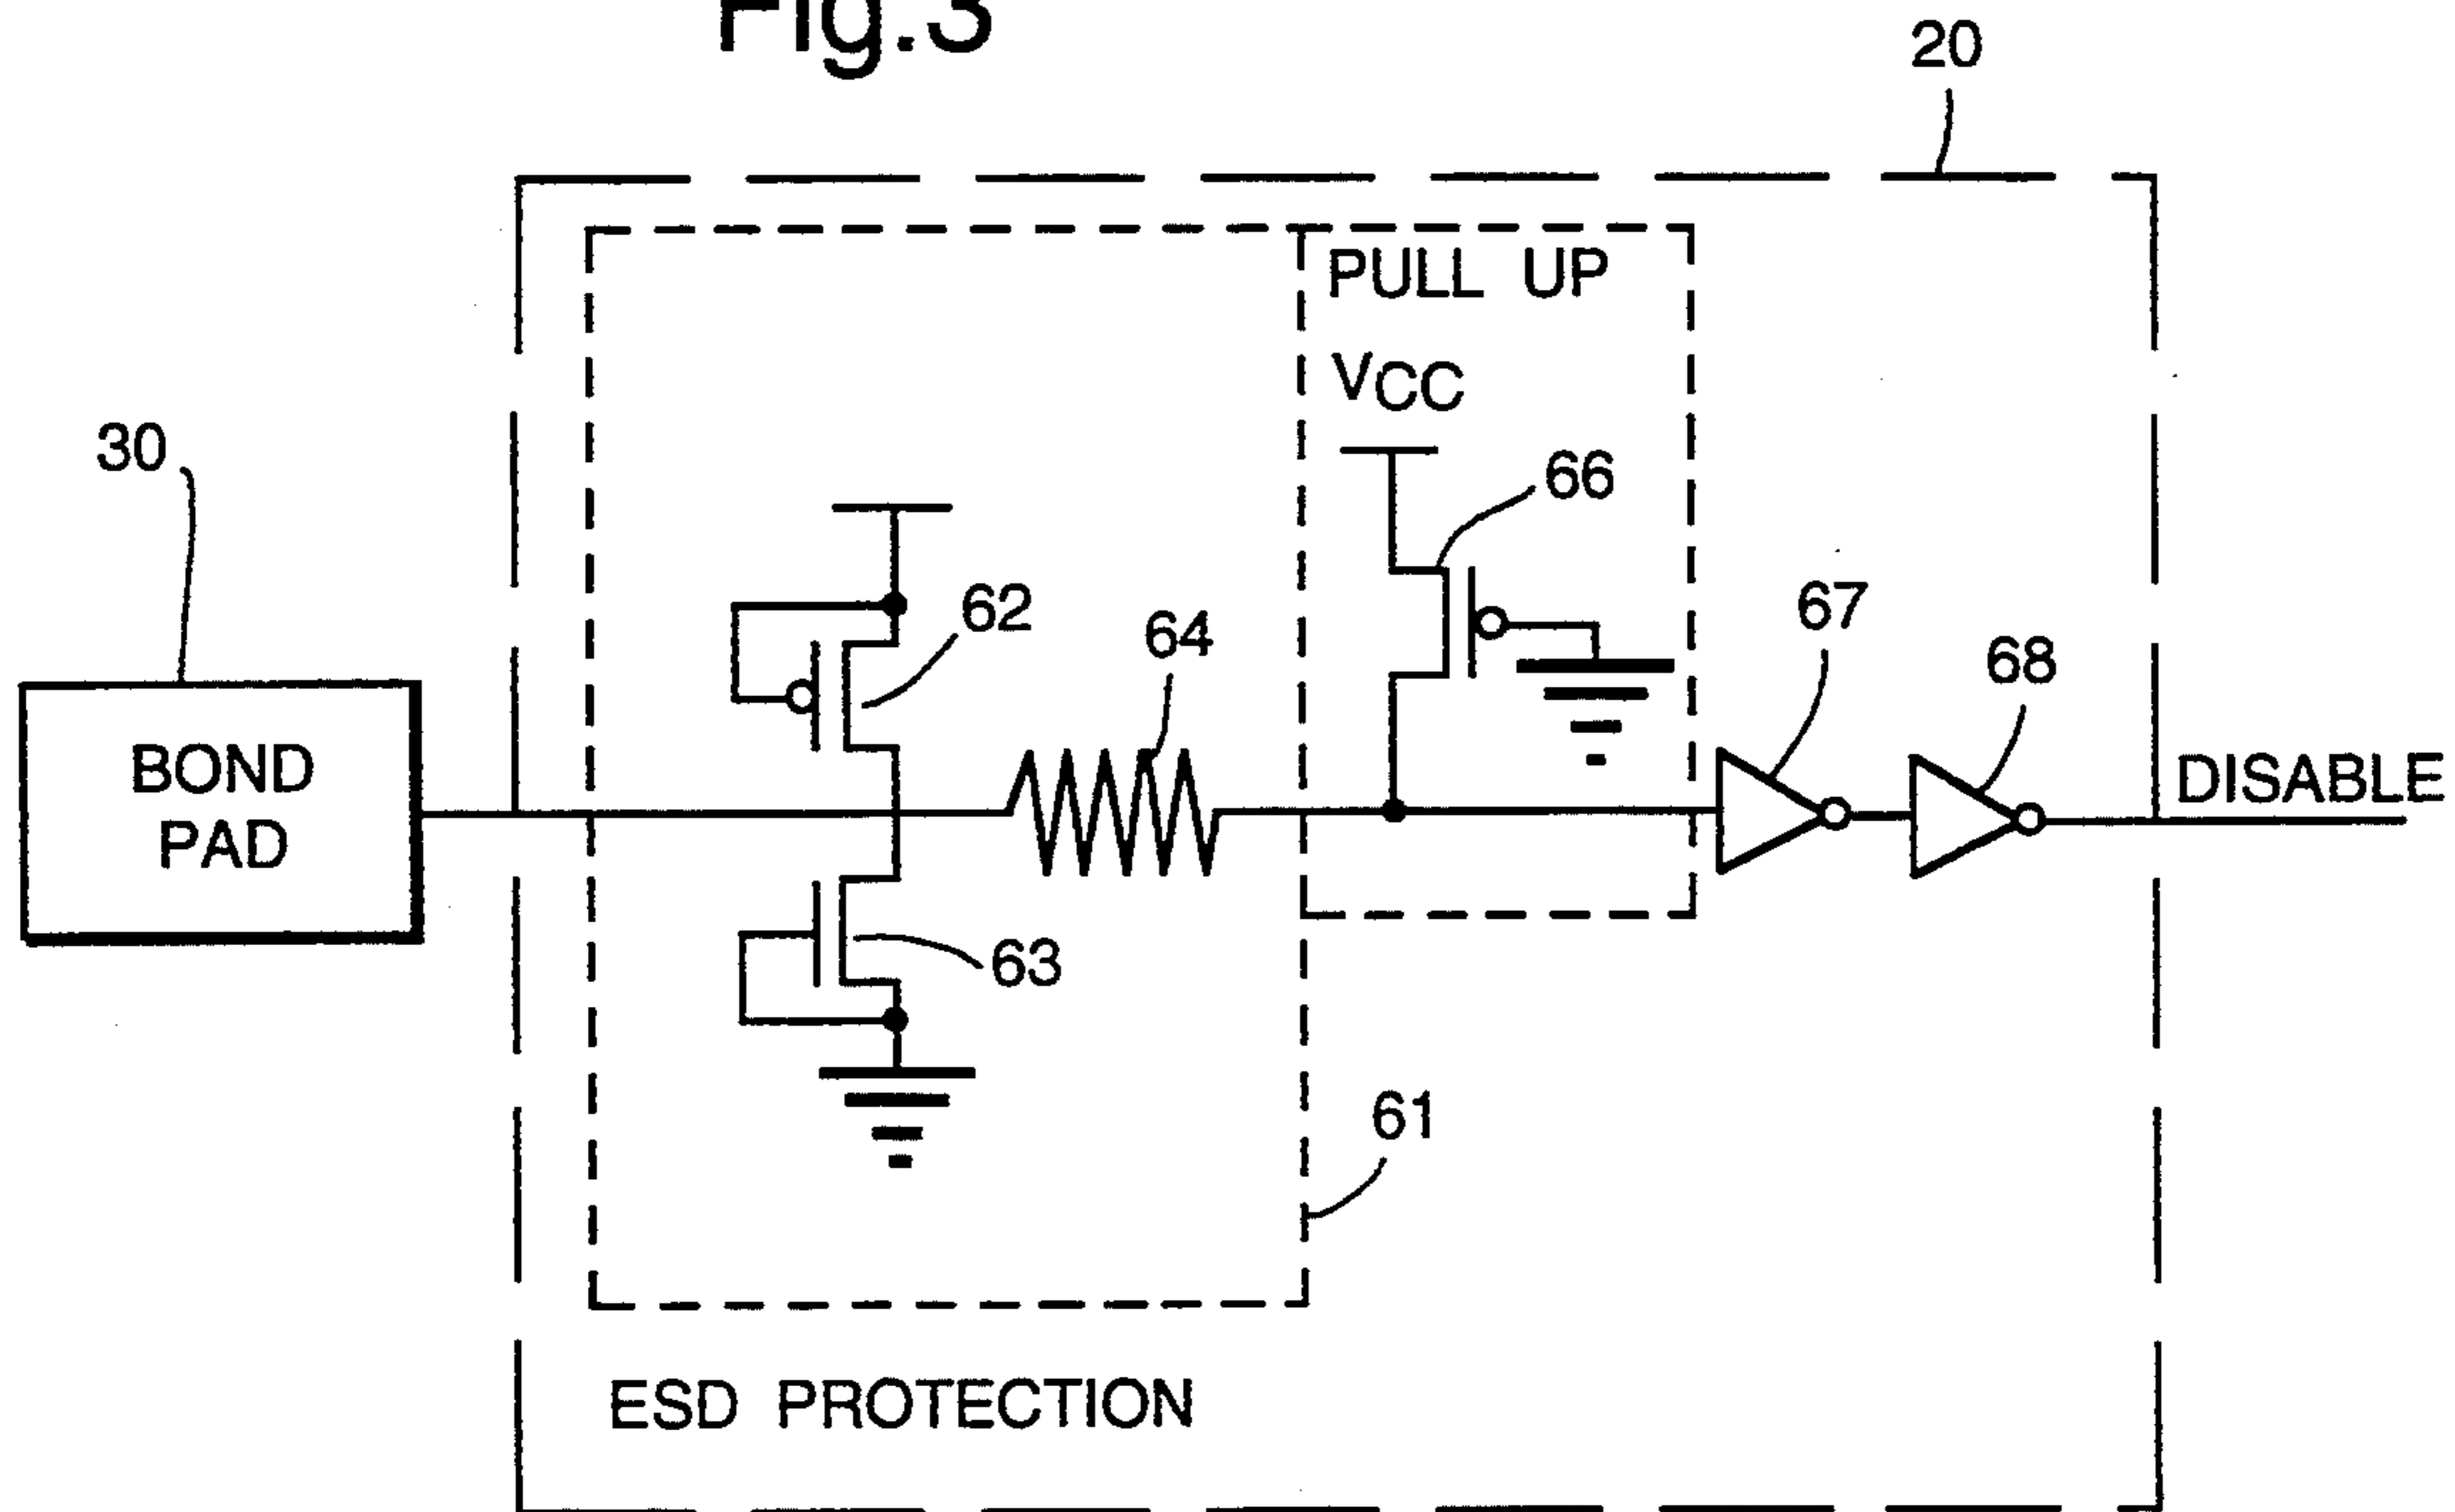 Fig.3
20
PULL UP
VCC
30
66
62
64
67
68
BOND
PAD
DISABLE
63
61
ESD PROTECTION